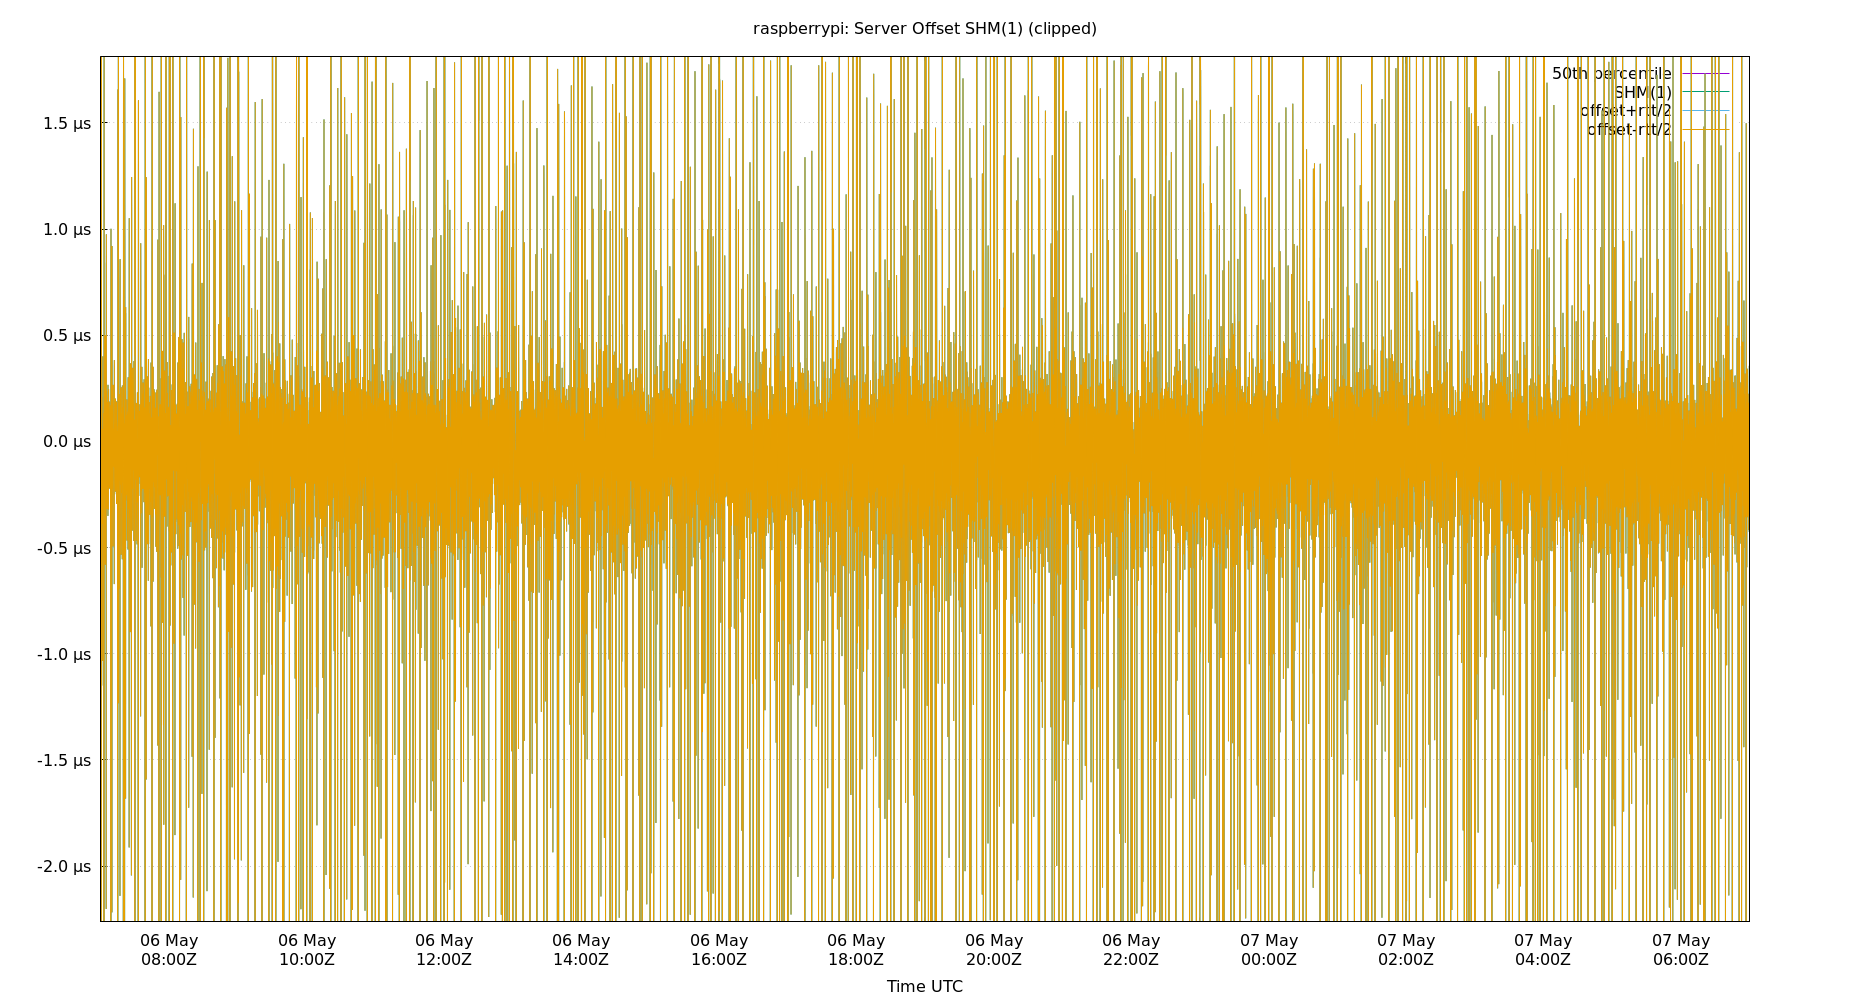 raspberrypi: Server Offset SHM(1) (clipped)
50th percentile
SHM(1)
offset+rtt/2
offset-rtt/2
1.5 µs
1.0 µs
0.5 µs
0.0 µs
-0.5 µs
-1.0 µs
-1.5 µs
-2.0 µs
06 May 06 May 06 May 06 May 06 May 06 May 06 May 06 May 07 May 07 May 07 May 07 May
08:00Z 10:00Z 12:00Z 14:00Z 16:00Z 18:00Z 20:00Z 22:00Z 00:00Z 02:00Z 04:00Z 06:00Z
Time UTC